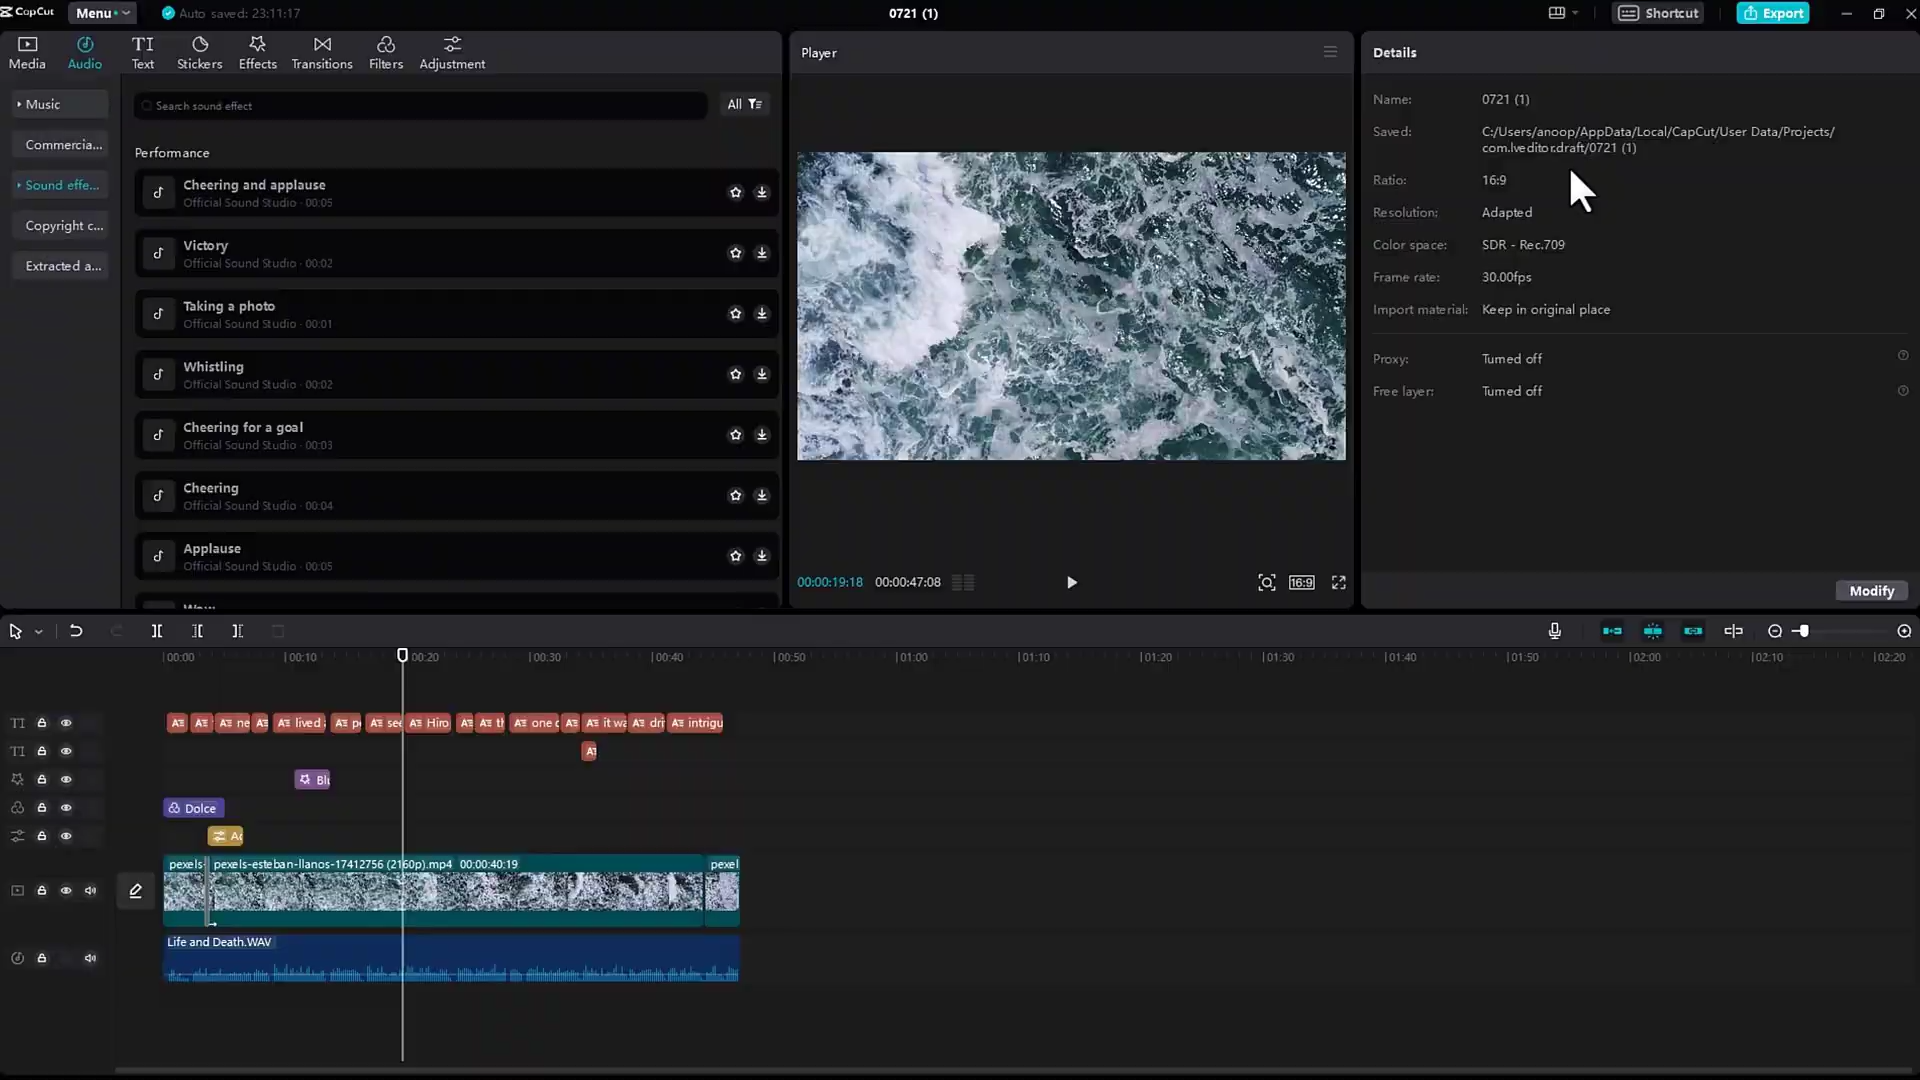 CapCut
Menu
Auto saved: 23:11:17
0721 (1)
Shortcut
Export
Media
Audio
Text
Stickers
Effects
Transitions
Filters
Adjustment
Music
Commercia...
Sound effe...
Copyright c...
Extracted a...
Search sound effect
All
Performance
Cheering and applause
Official Sound Studio · 00:05
Victory
Official Sound Studio · 00:02
Taking a photo
Official Sound Studio · 00:01
Whistling
Official Sound Studio · 00:02
Cheering for a goal
Official Sound Studio · 00:03
Cheering
Official Sound Studio · 00:04
Applause
Official Sound Studio · 00:05
Player
00:00:19:18
00:00:47:08
16:9
Details
Name: 0721 (1)
Saved: C:/Users/anoop/AppData/Local/CapCut/User Data/Projects/
com.lveditor.draft/0721 (1)
Ratio: 16:9
Resolution: Adapted
Color space: SDR - Rec.709
Frame rate: 30.00fps
Import material: Keep in original place
Proxy: Turned off
Free layer: Turned off
Modify
00:00 00:10 00:20 00:30 00:40 00:50 01:00 01:10 01:20 01:30 01:40 01:50 02:00 02:10 02:20
ne lived p see Hiro th one c it wa dri intrigu
Blu
Dolce
pexels- pexels-esteban-llanos-17412756 (2160p).mp4 00:00:40:19 pexel
Life and Death.WAV